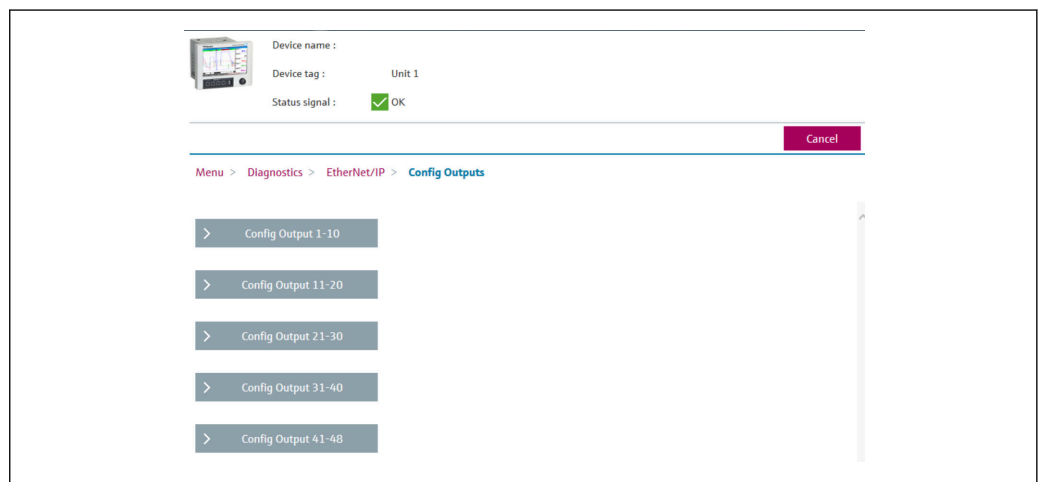 Device name :
Device tag : Unit 1
Status signal : OK
Cancel
Menu > Diagnostics > EtherNet/IP > Config Outputs
> Config Output 1-10
> Config Output 11-20
> Config Output 21-30
> Config Output 31-40
> Config Output 41-48